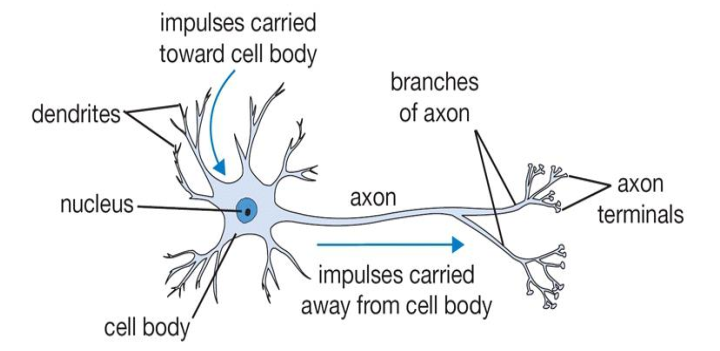 impulses carried
toward cell body
branches
of axon
dendrites
axon
terminals
nucleus
axon
impulses carried
away from cell body
cell body